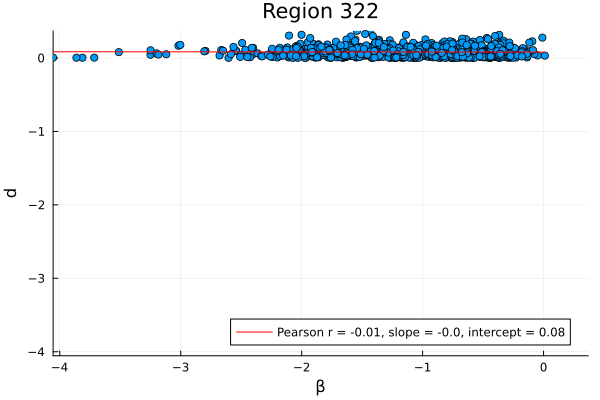 Region 322
0
−1
−2
−3
−4
d
Pearson r = -0.01, slope = -0.0, intercept = 0.08
−4
−3
−2
−1
0
β